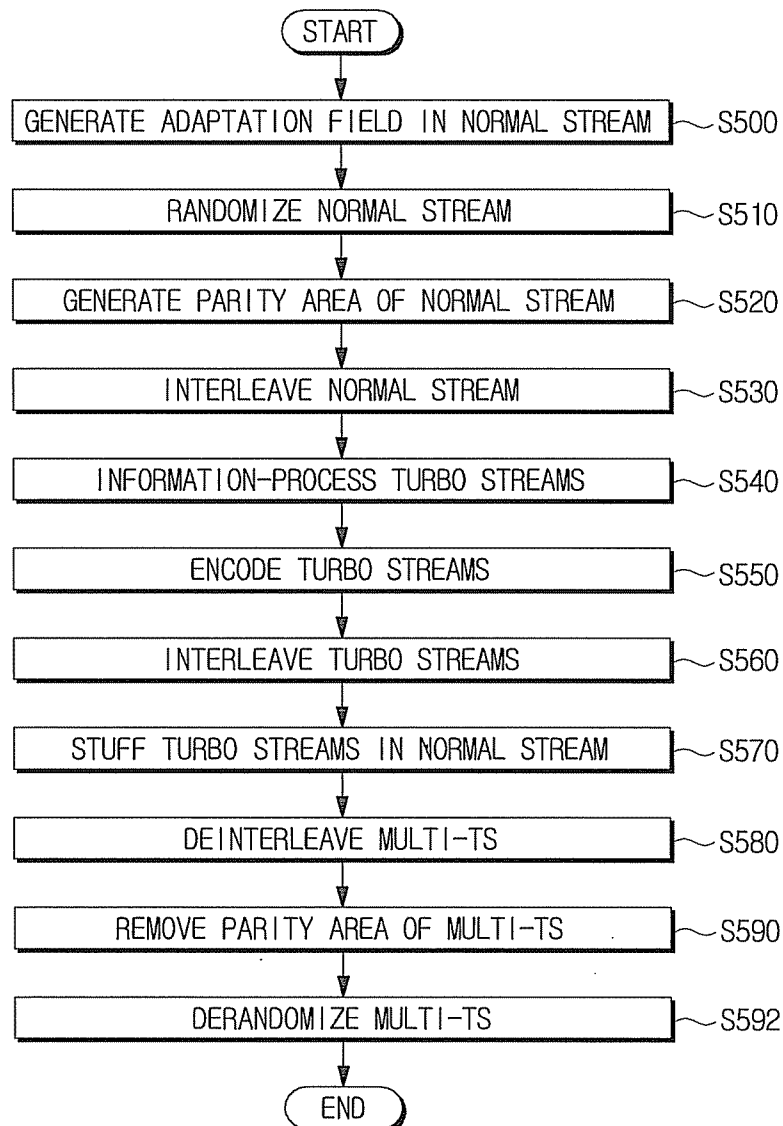 START
GENERATE ADAPTATION FIELD IN NORMAL STREAM S500
RANDOMIZE NORMAL STREAM S510
GENERATE PARITY AREA OF NORMAL STREAM S520
INTERLEAVE NORMAL STREAM S530
INFORMATION-PROCESS TURBO STREAMS S540
ENCODE TURBO STREAMS S550
INTERLEAVE TURBO STREAMS S560
STUFF TURBO STREAMS IN NORMAL STREAM S570
DEINTERLEAVE MULTI-TS S580
REMOVE PARITY AREA OF MULTI-TS S590
DERANDOMIZE MULTI-TS S592
END